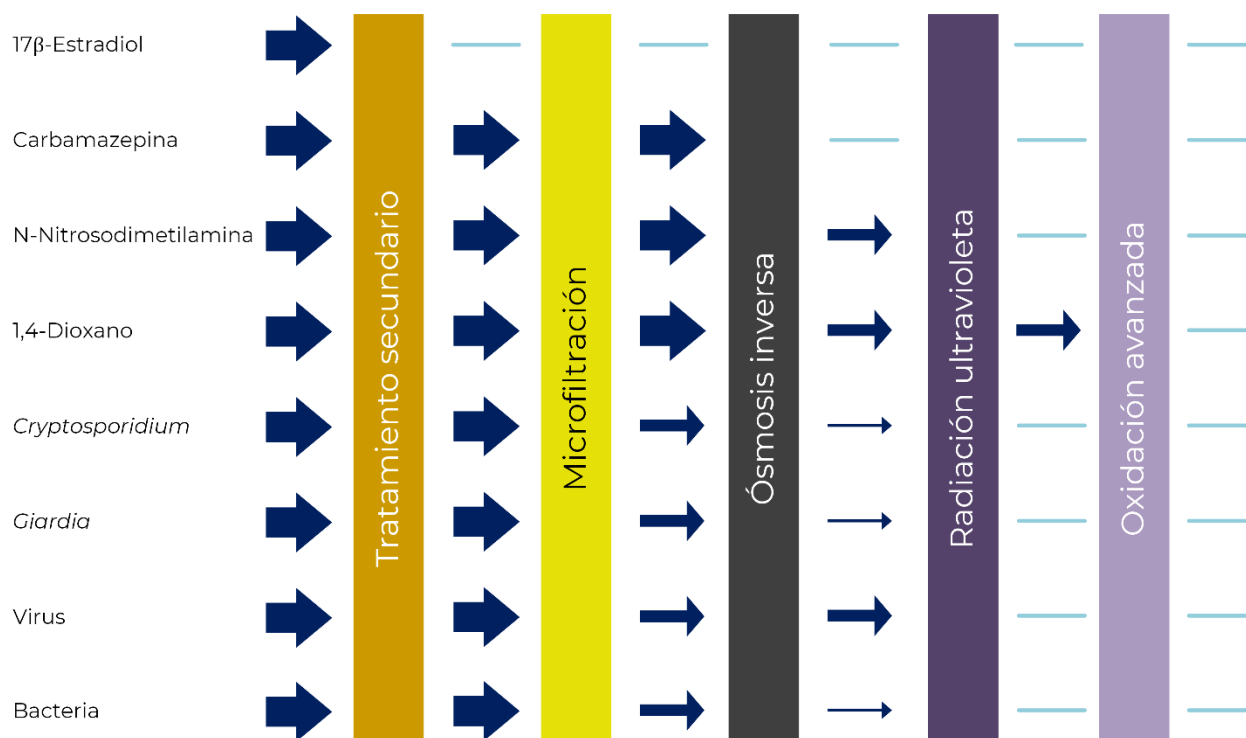 17β-Estradiol
Carbamazepina
N-Nitrosodimetilamina
1,4-Dioxano
Cryptosporidium
Giardia
Virus
Bacteria
Tratamiento secundario
Microfiltración
Ósmosis inversa
Radiación ultravioleta
Oxidación avanzada